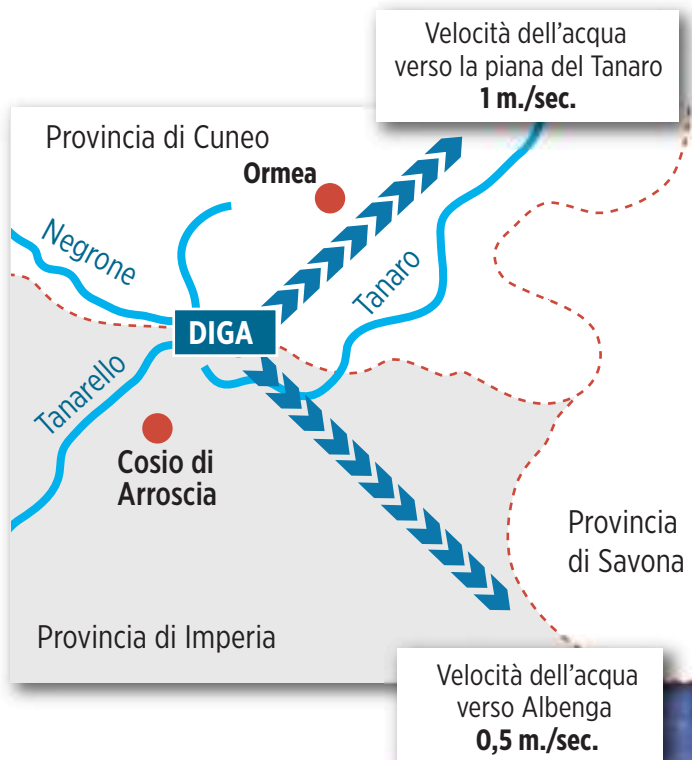 Velocità dell'acqua
verso la piana del Tanaro
1 m./sec.
Provincia di Cuneo
Ormea
Negrone
Tanaro
DIGA
Tanarello
Cosio di
Arroscia
Provincia
di Savona
Provincia di Imperia
Velocità dell'acqua
verso Albenga
0,5 m./sec.